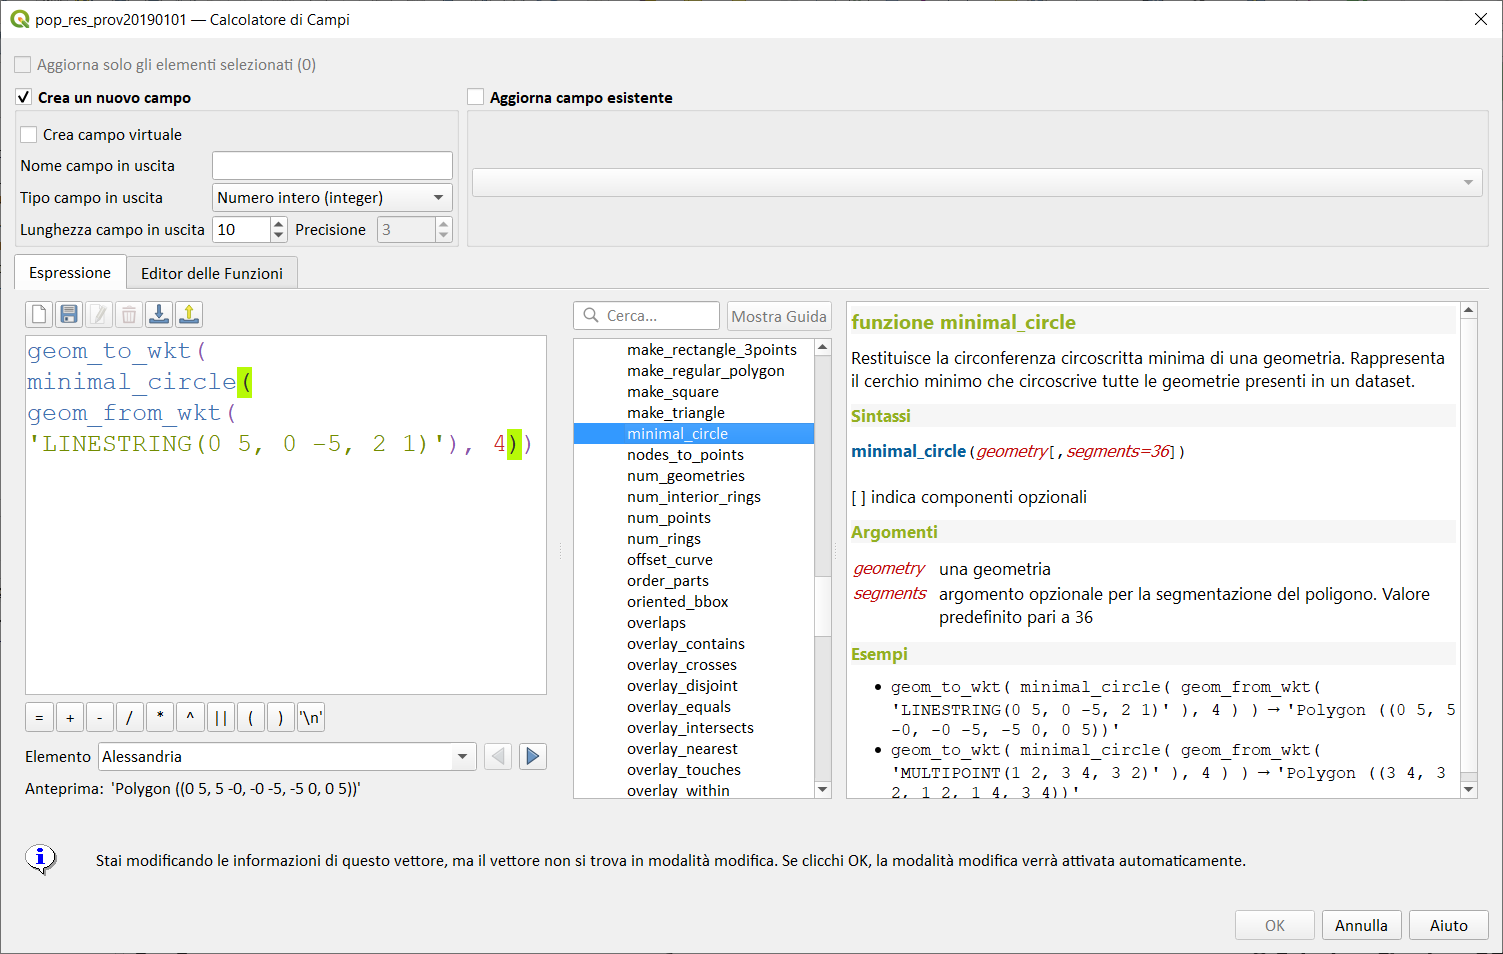 pop_res_prov20190101 — Calcolatore di Campi
Aggiorna solo gli elementi selezionati (0)
Crea un nuovo campo
Aggiorna campo esistente
Crea campo virtuale
Nome campo in uscita
Tipo campo in uscita Numero intero (integer)
Lunghezza campo in uscita 10 Precisione 3
Espressione Editor delle Funzioni
geom_to_wkt(
minimal_circle(
geom_from_wkt(
'LINESTRING(0 5, 0 -5, 2 1)'), 4))
= + - / * ^ || ( ) '\n'
Elemento Alessandria
Anteprima: 'Polygon ((0 5, 5 -0, -0 -5, -5 0, 0 5))'
Cerca... Mostra Guida
make_rectangle_3points
make_regular_polygon
make_square
make_triangle
minimal_circle
nodes_to_points
num_geometries
num_interior_rings
num_points
num_rings
offset_curve
order_parts
oriented_bbox
overlaps
overlay_contains
overlay_crosses
overlay_disjoint
overlay_equals
overlay_intersects
overlay_nearest
overlay_touches
overlay_within
funzione minimal_circle
Restituisce la circonferenza circoscritta minima di una geometria. Rappresenta
il cerchio minimo che circoscrive tutte le geometrie presenti in un dataset.
Sintassi
minimal_circle(geometry[,segments=36])
[ ] indica componenti opzionali
Argomenti
geometry una geometria
segments argomento opzionale per la segmentazione del poligono. Valore
predefinito pari a 36
Esempi
• geom_to_wkt( minimal_circle( geom_from_wkt(
'LINESTRING(0 5, 0 -5, 2 1)' ), 4 ) ) → 'Polygon ((0 5, 5
-0, -0 -5, -5 0, 0 5))'
• geom_to_wkt( minimal_circle( geom_from_wkt(
'MULTIPOINT(1 2, 3 4, 3 2)' ), 4 ) ) → 'Polygon ((3 4, 3
2, 1 2, 1 4, 3 4))'
Stai modificando le informazioni di questo vettore, ma il vettore non si trova in modalità modifica. Se clicchi OK, la modalità modifica verrà attivata automaticamente.
OK Annulla Aiuto